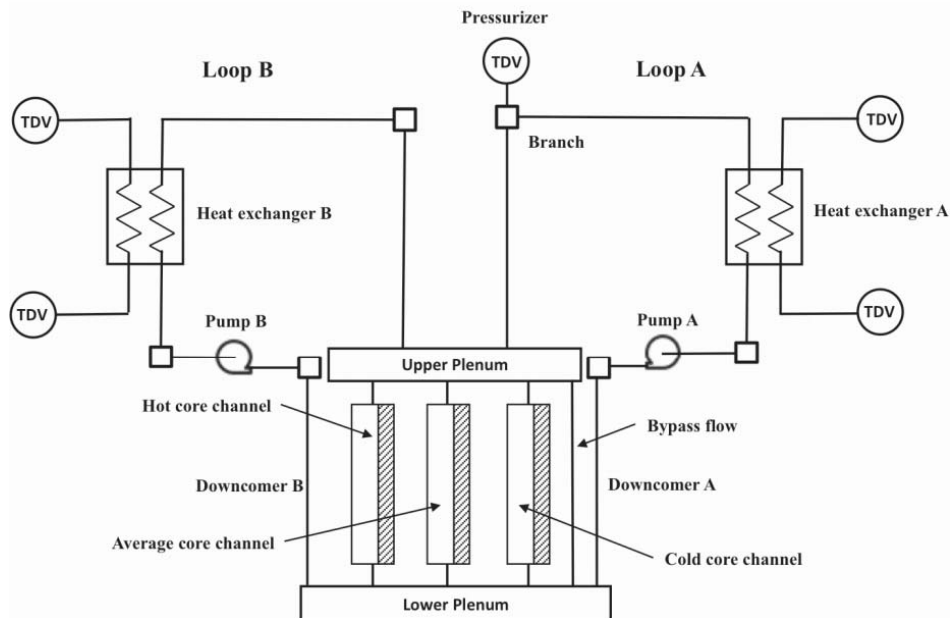 Pressurizer
TDV
Loop B
Loop A
TDV
TDV
Branch
Heat exchanger B
Heat exchanger A
TDV
TDV
Pump B
Pump A
Upper Plenum
Hot core channel
Bypass flow
Downcomer B
Downcomer A
Average core channel
Cold core channel
Lower Plenum